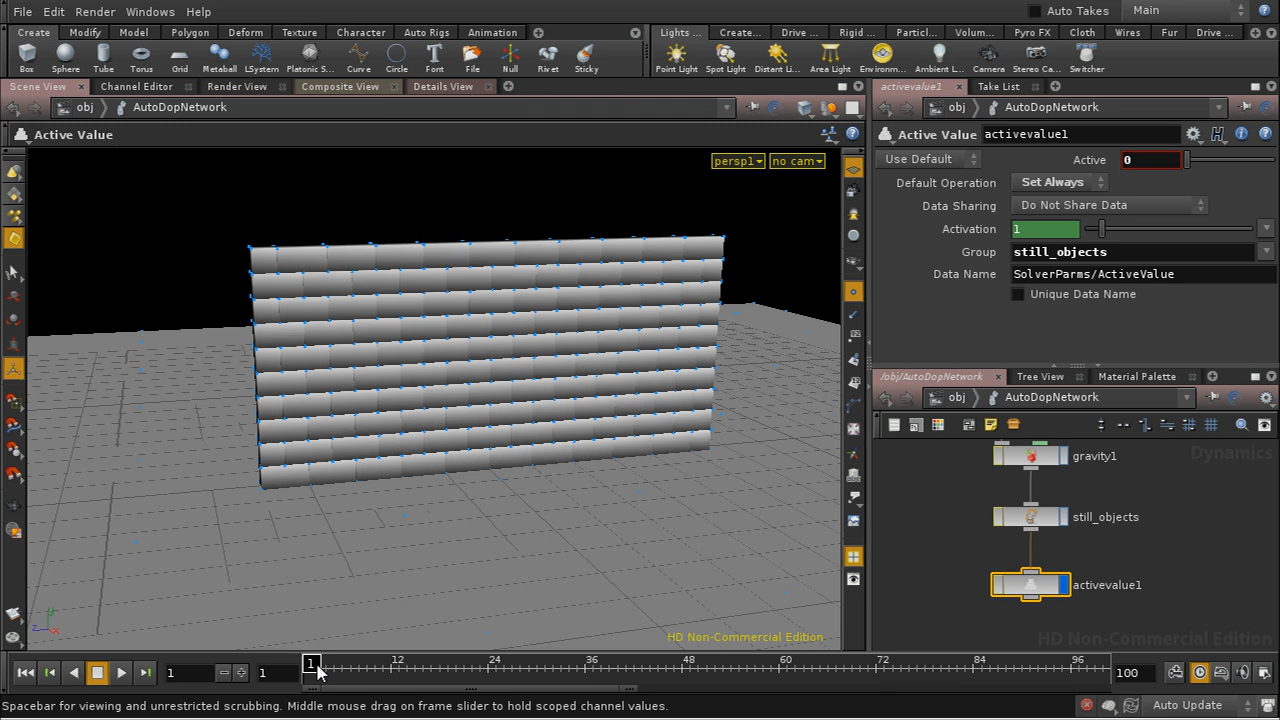 File Edit Render Windows Help Auto Takes Main
Create Modify Model Polygon Deform Texture Character Auto Rigs Animation Lights ... Create... Drive ... Rigid ... Particl... Volum... Pyro FX Cloth Wires Fur Drive ...
Box Sphere Tube Torus Grid Metaball LSystem Platonic S... Curve Circle Font File Null Rivet Sticky Point Light Spot Light Distant Li... Area Light Environm... Ambient L... Camera Stereo Ca... Switcher
Scene View Channel Editor Render View Composite View Details View activevalue1 Take List
obj AutoDopNetwork obj AutoDopNetwork
Active Value Active Value activevalue1
persp1 no cam
Use Default Active 0
Default Operation Set Always
Data Sharing Do Not Share Data
Activation 1
Group still_objects
Data Name SolverParms/ActiveValue
Unique Data Name
/obj/AutoDopNetwork Tree View Material Palette
obj AutoDopNetwork
Dynamics
gravity1
still_objects
activevalue1
HD Non-Commercial Edition
HD Non-Commercial Edition
1 1 1 12 24 36 48 60 72 84 96 100
Spacebar for viewing and unrestricted scrubbing. Middle mouse drag on frame slider to hold scoped channel values. Auto Update